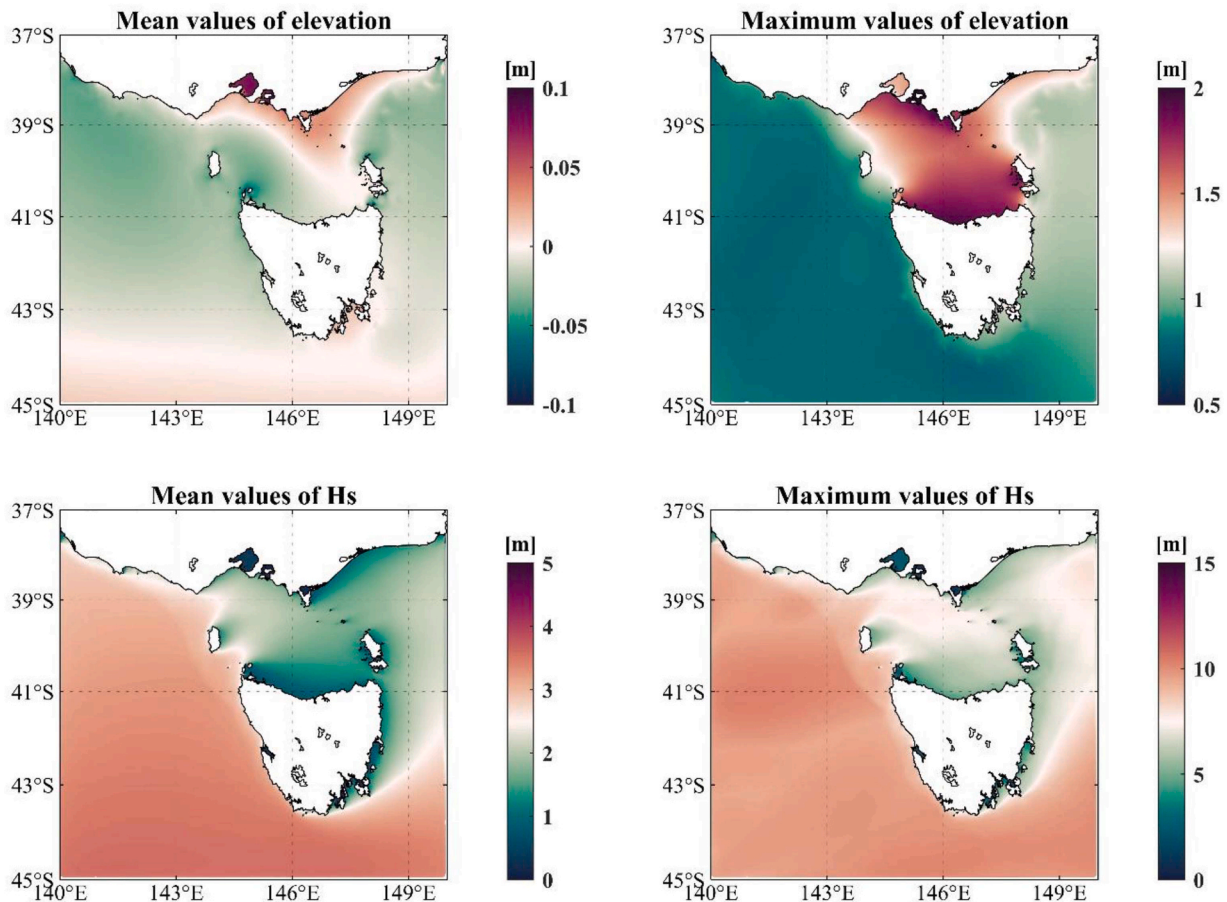 Mean values of elevation
37°S
39°S
41°S
43°S
45°S
140°E
143°E
146°E
149°E
[m]
0.1
0.05
0
-0.05
-0.1
Maximum values of elevation
37°S
39°S
41°S
43°S
45°S
140°E
143°E
146°E
149°E
[m]
2
1.5
1
0.5
Mean values of Hs
37°S
39°S
41°S
43°S
45°S
140°E
143°E
146°E
149°E
[m]
5
4
3
2
1
0
Maximum values of Hs
37°S
39°S
41°S
43°S
45°S
140°E
143°E
146°E
149°E
[m]
15
10
5
0